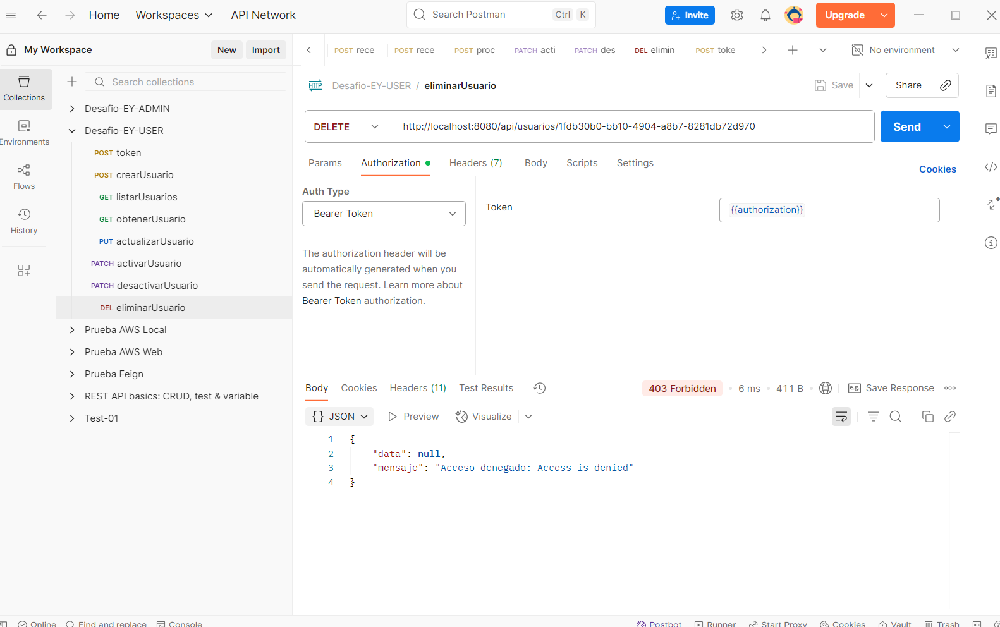 Home Workspaces API Network Search Postman Ctrl K Invite Upgrade
My Workspace New Import POST rece POST rece POST proc PATCH acti PATCH des DEL elimin POST toke No environment
Collections
Environments
Flows
History
Search collections
Desafio-EY-ADMIN
Desafio-EY-USER
POST token
POST crearUsuario
GET listarUsuarios
GET obtenerUsuario
PUT actualizarUsuario
PATCH activarUsuario
PATCH desactivarUsuario
DEL eliminarUsuario
Prueba AWS Local
Prueba AWS Web
Prueba Feign
REST API basics: CRUD, test & variable
Test-01
HTTP Desafio-EY-USER / eliminarUsuario Save Share
DELETE http://localhost:8080/api/usuarios/1fdb30b0-bb10-4904-a8b7-8281db72d970 Send
Params Authorization Headers (7) Body Scripts Settings Cookies
Auth Type
Bearer Token
The authorization header will be
automatically generated when you
send the request. Learn more about
Bearer Token authorization.
Token {{authorization}}
Body Cookies Headers (11) Test Results 403 Forbidden 6 ms 411 B e.g. Save Response
{} JSON Preview Visualize
1 {
2 "data": null,
3 "mensaje": "Acceso denegado: Access is denied"
4 }
Online Find and replace Console Postbot Runner Start Proxy Cookies Vault Trash